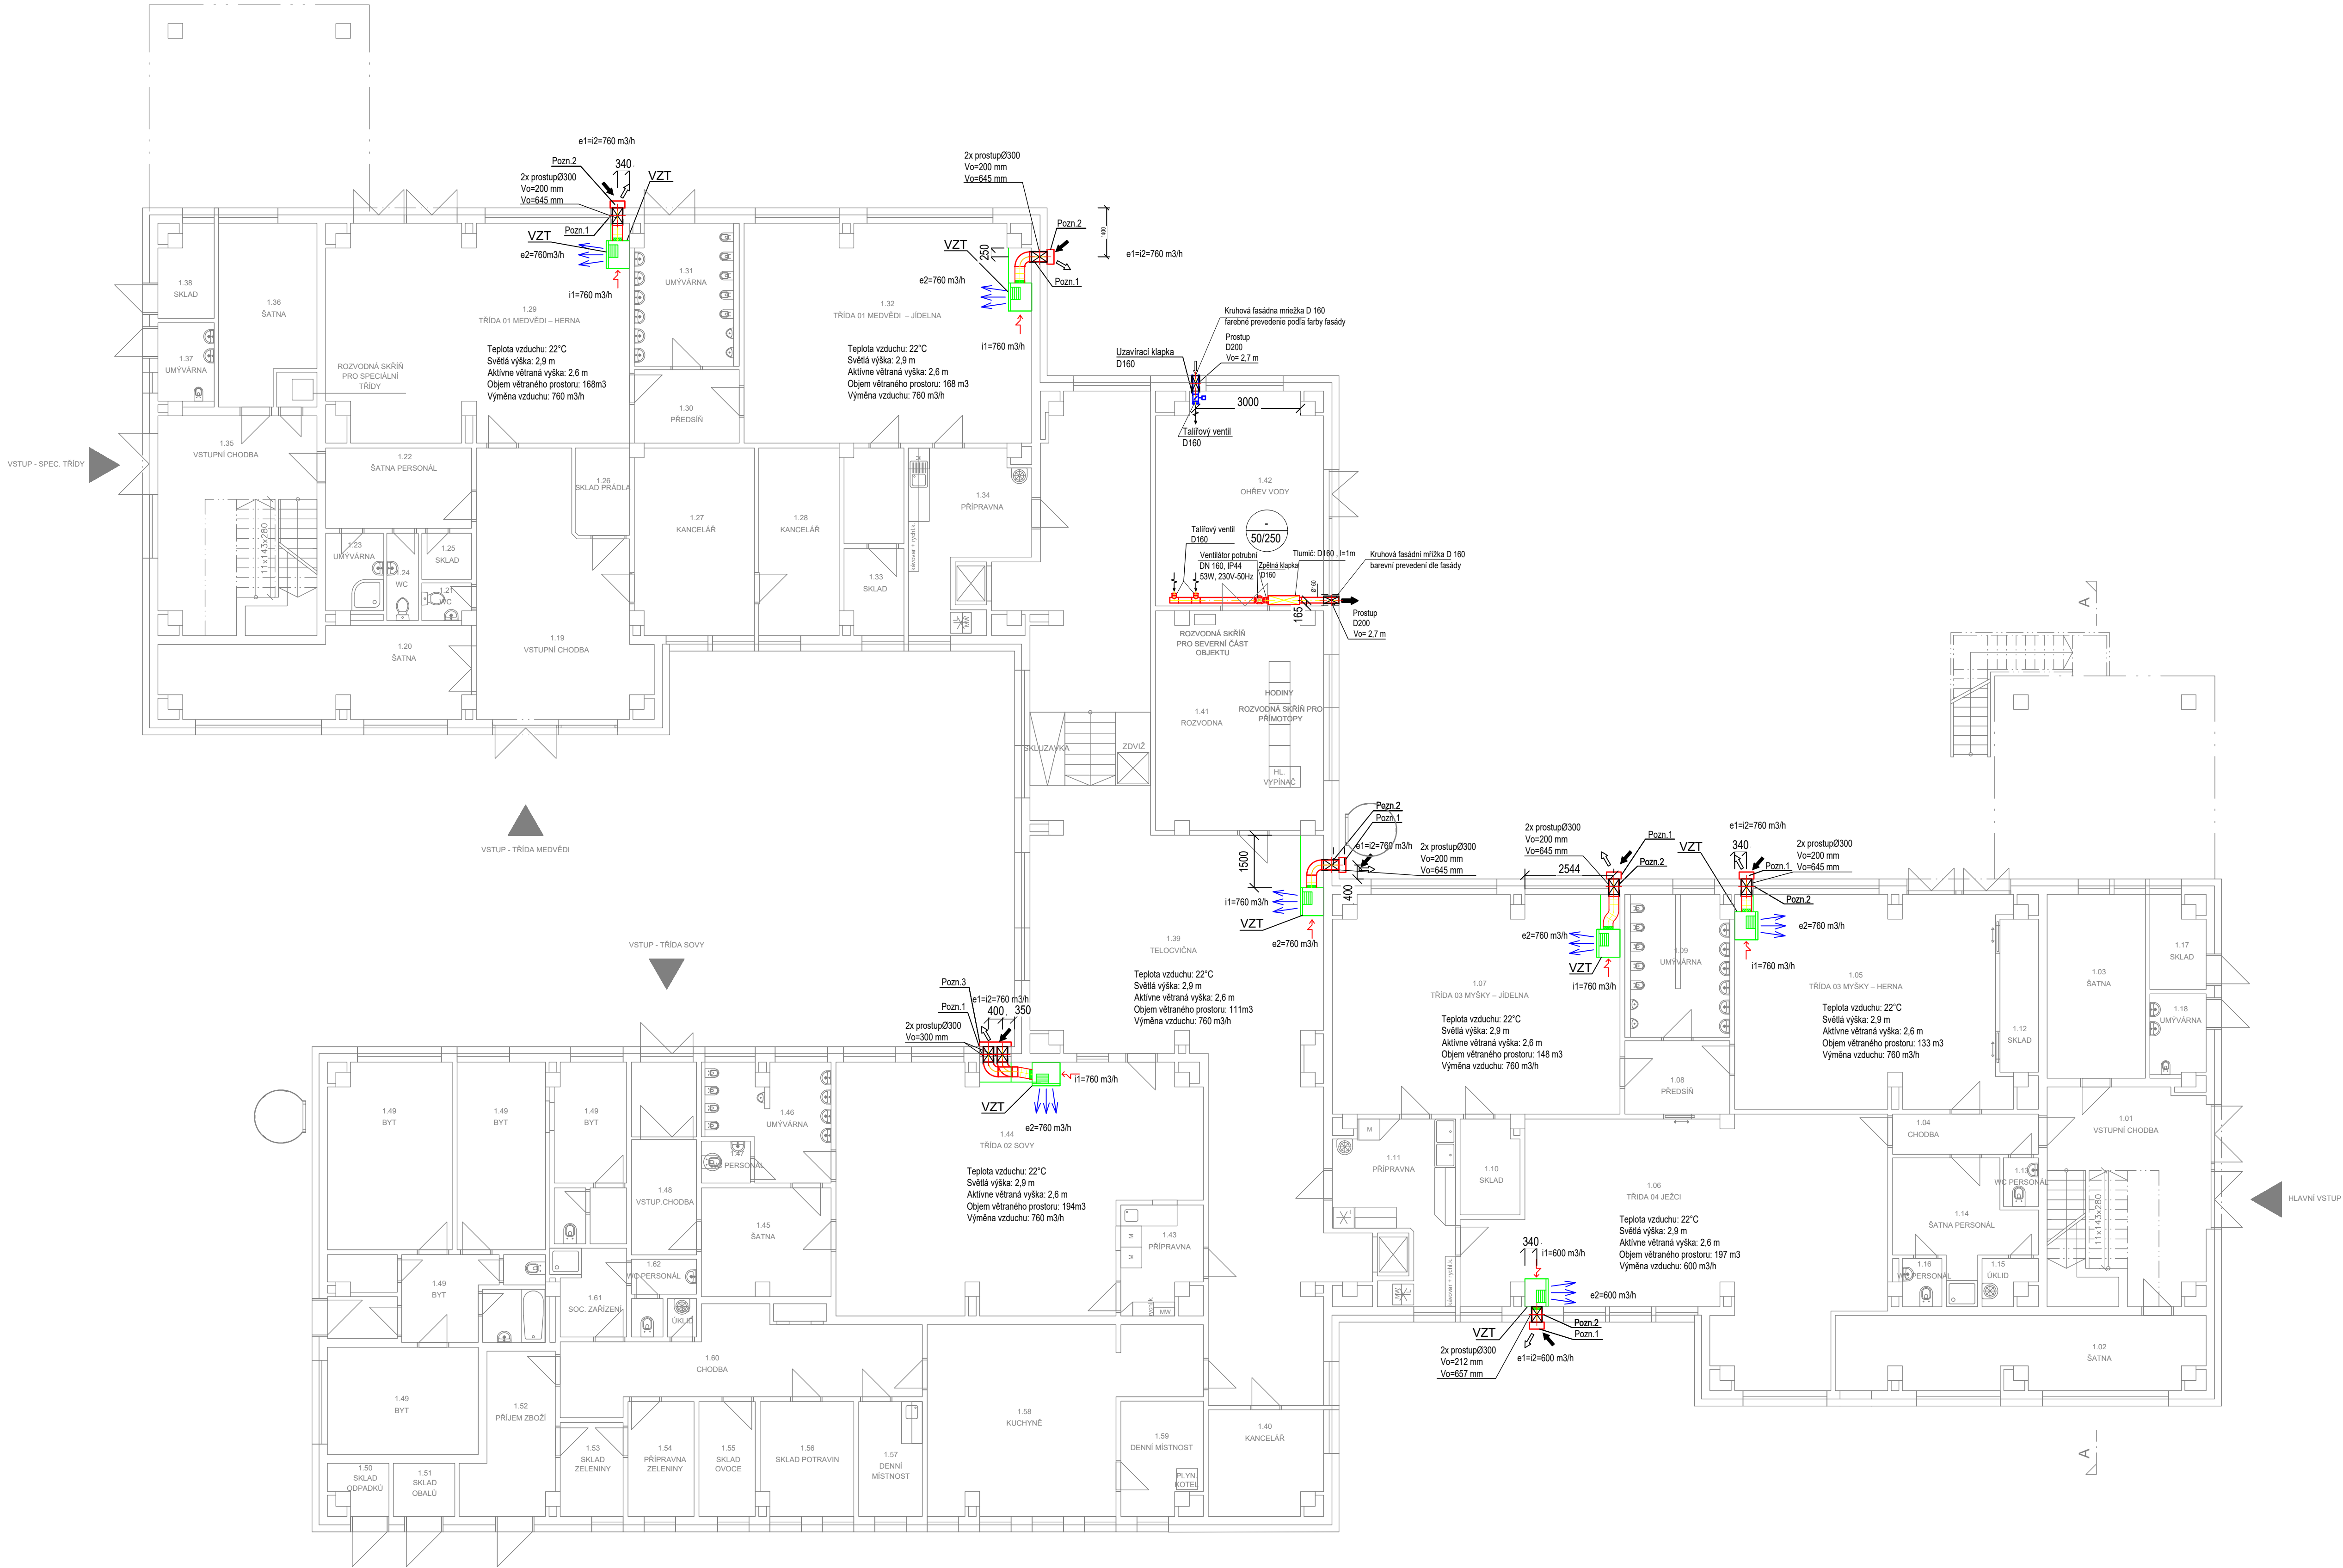 e1=i2=760 m3/h
Pozn.2
340
2x prostupØ300
Vo=200 mm
Vo=645 mm
VZT
Pozn.1
VZT
e2=760m3/h
i1=760 m3/h
2x prostupØ300
Vo=200 mm
Vo=645 mm
Pozn.2
1400
VZT
250
e1=i2=760 m3/h
e2=760 m3/h
Pozn.1
i1=760 m3/h
1.38
SKLAD
1.36
ŠATNA
1.37
UMÝVÁRNA
ROZVODNÁ SKŘÍŇ
PRO SPECIÁLNÍ
TŘÍDY
1.29
TŘÍDA 01 MEDVĚDI – HERNA
Teplota vzduchu: 22°C
Světlá výška: 2,9 m
Aktívne větraná vyška: 2,6 m
Objem větraného prostoru: 168m3
Výměna vzduchu: 760 m3/h
1.31
UMÝVÁRNA
1.30
PŘEDSÍŇ
1.32
TŘÍDA 01 MEDVĚDI – JÍDELNA
Teplota vzduchu: 22°C
Světlá výška: 2,9 m
Aktívne větraná vyška: 2,6 m
Objem větraného prostoru: 168 m3
Výměna vzduchu: 760 m3/h
Kruhová fasádna mriežka D 160
farebné prevedenie podľa farby fasády
Prostup
D200
Vo= 2,7 m
Uzavírací klapka
D160
3000
Talířový ventil
D160
VSTUP - SPEC. TŘÍDY
1.35
VSTUPNÍ CHODBA
11x143x280
1.22
ŠATNA PERSONÁL
1.23
UMÝVÁRNA
1.24
WC
1.25
SKLAD
1.21
WC
1.20
ŠATNA
1.19
VSTUPNÍ CHODBA
1.26
SKLAD PRÁDLA
1.27
KANCELÁŘ
1.28
KANCELÁŘ
1.33
SKLAD
M
kávovar + rychl.k.
1.34
PŘÍPRAVNA
MW
1.42
OHŘEV VODY
-
50/250
Talířový ventil
D160
Ventilátor potrubní
DN 160, IP44
53W, 230V-50Hz
Zpětná klapka
D160
Tlumič: D160 , l=1m
Ø160
Kruhová fasádní mřížka D 160
barevní prevedení dle fasády
165
Prostup
D200
Vo= 2,7 m
ROZVODNÁ SKŘÍŇ
PRO SEVERNÍ ČÁST
OBJEKTU
HODINY
ROZVODNÁ SKŘÍŇ PRO
PŘÍMOTOPY
1.41
ROZVODNA
HL.
VYPÍNAČ
SKLUZAVKA
ZDVIŽ
A
VSTUP - TŘÍDA MEDVĚDI
VSTUP - TŘÍDA SOVY
Pozn.2
Pozn.1
e1=i2=760 m3/h
2x prostupØ300
Vo=200 mm
Vo=645 mm
1500
400
i1=760 m3/h
VZT
e2=760 m3/h
1.39
TELOCVIČNA
Teplota vzduchu: 22°C
Světlá výška: 2,9 m
Aktívne větraná vyška: 2,6 m
Objem větraného prostoru: 111m3
Výměna vzduchu: 760 m3/h
2x prostupØ300
Vo=200 mm
Vo=645 mm
Pozn.1
Pozn.2
2544
e2=760 m3/h
VZT
i1=760 m3/h
e1=i2=760 m3/h
VZT
340
2x prostupØ300
Vo=200 mm
Vo=645 mm
Pozn.1
Pozn.2
e2=760 m3/h
i1=760 m3/h
1.07
TŘÍDA 03 MYŠKY – JÍDELNA
Teplota vzduchu: 22°C
Světlá výška: 2,9 m
Aktívne větraná vyška: 2,6 m
Objem větraného prostoru: 148 m3
Výměna vzduchu: 760 m3/h
1.09
UMÝVÁRNA
1.08
PŘEDSÍŇ
1.05
TŘÍDA 03 MYŠKY – HERNA
Teplota vzduchu: 22°C
Světlá výška: 2,9 m
Aktívne větraná vyška: 2,6 m
Objem větraného prostoru: 133 m3
Výměna vzduchu: 760 m3/h
1.12
SKLAD
1.03
ŠATNA
1.17
SKLAD
1.18
UMÝVÁRNA
Pozn.3
Pozn.1
e1=i2=760 m3/h
400
350
2x prostupØ300
Vo=300 mm
i1=760 m3/h
VZT
e2=760 m3/h
1.44
TŘÍDA 02 SOVY
Teplota vzduchu: 22°C
Světlá výška: 2,9 m
Aktívne větraná vyška: 2,6 m
Objem větraného prostoru: 194m3
Výměna vzduchu: 760 m3/h
1.49
BYT
1.49
BYT
1.49
BYT
1.46
UMÝVÁRNA
1.47
WC PERSONÁL
1.48
VSTUP.CHODBA
1.45
ŠATNA
1.43
PŘÍPRAVNA
M
M
rychl.k.
MW
1.49
BYT
1.62
WC PERSONÁL
1.61
SOC. ZAŘÍZENÍ
ÚKLID
1.60
CHODBA
1.49
BYT
1.52
PŘÍJEM ZBOŽÍ
1.50
SKLAD
ODPADKŮ
1.51
SKLAD
OBALŮ
1.53
SKLAD
ZELENINY
1.54
PŘÍPRAVNA
ZELENINY
1.55
SKLAD
OVOCE
1.56
SKLAD POTRAVIN
1.57
DENNÍ
MÍSTNOST
1.58
KUCHYNĚ
1.59
DENNÍ MÍSTNOST
PLYN.
KOTEL
1.40
KANCELÁŘ
M
1.11
PŘÍPRAVNA
1.10
SKLAD
MW
kávovar + rychl.k.
1.06
TŘIDA 04 JEŽCI
Teplota vzduchu: 22°C
Světlá výška: 2,9 m
Aktívne větraná vyška: 2,6 m
Objem větraného prostoru: 197 m3
Výměna vzduchu: 600 m3/h
340
i1=600 m3/h
e2=600 m3/h
VZT
Pozn.2
Pozn.1
2x prostupØ300
Vo=212 mm
Vo=657 mm
e1=i2=600 m3/h
1.04
CHODBA
1.13
WC PERSONÁL
1.14
ŠATNA PERSONÁL
1.16
WC PERSONÁL
1.15
ÚKLID
1.01
VSTUPNÍ CHODBA
11x143x280
HLAVNÍ VSTUP
1.02
ŠATNA
A